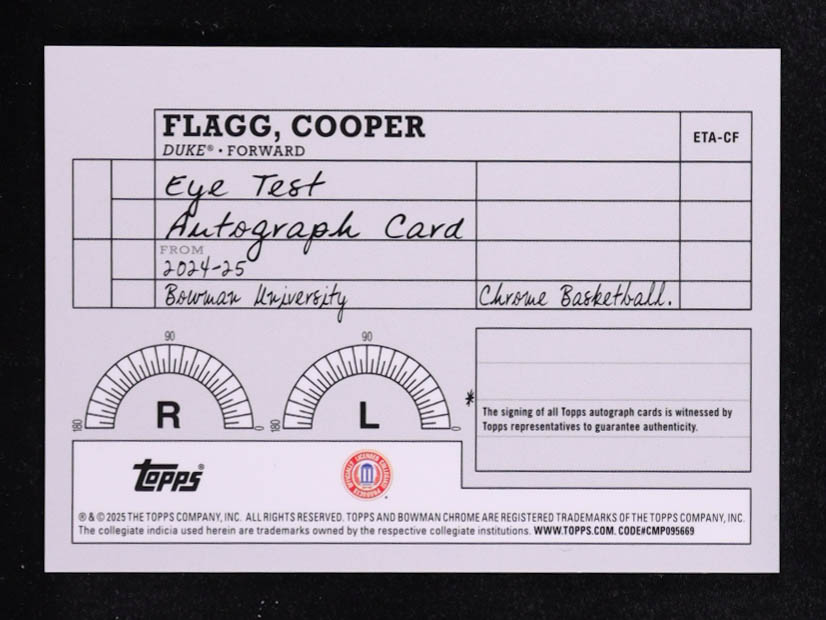 FLAGG, COOPER
DUKE® • FORWARD
ETA-CF
Eye Test
Autograph Card
FROM
2024-25
Bowman University
Chrome Basketball.
90
180
0
R
90
180
0
L
* The signing of all Topps autograph cards is witnessed by
Topps representatives to guarantee authenticity.
Topps®
OFFICIALLY LICENSED COLLEGIATE PRODUCTS
® & © 2025 THE TOPPS COMPANY, INC. ALL RIGHTS RESERVED. TOPPS AND BOWMAN CHROME ARE REGISTERED TRADEMARKS OF THE TOPPS COMPANY, INC.
The collegiate indicia used herein are trademarks owned by the respective collegiate institutions. WWW.TOPPS.COM. CODE#CMP095669